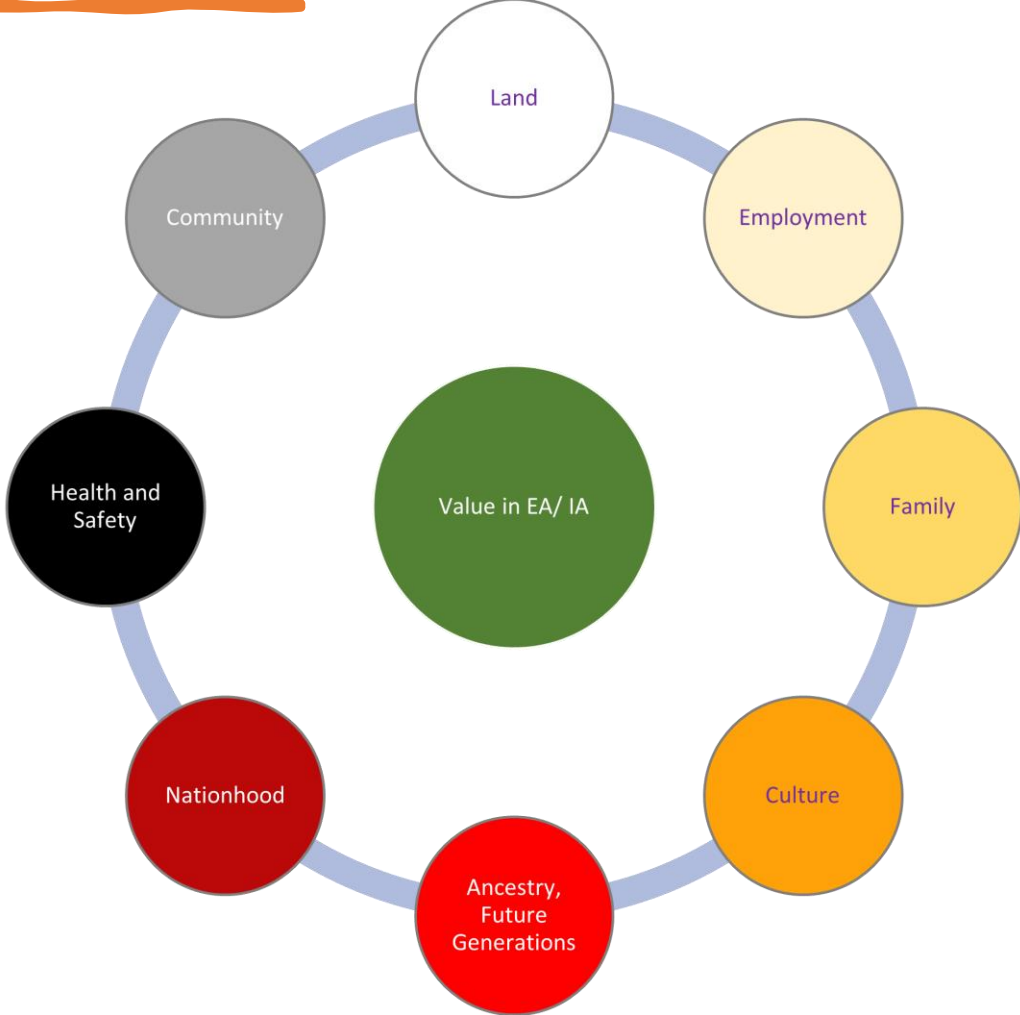 Land
Employment
Family
Culture
Ancestry,
Future
Generations
Nationhood
Health and
Safety
Community
Value in EA/ IA